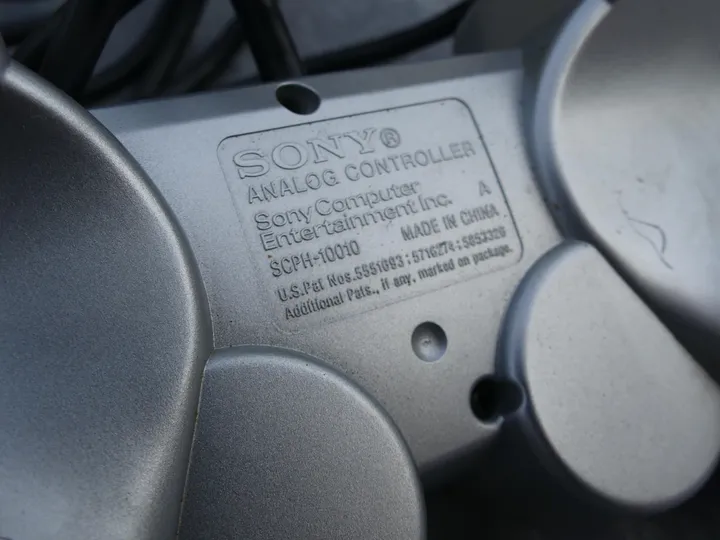 SONY®
ANALOG CONTROLLER
Sony Computer A
Entertainment Inc.
SCPH-10010 MADE IN CHINA
U.S.Pat Nos.5551693;5716274;5853326
Additional Pats., if any, marked on package.